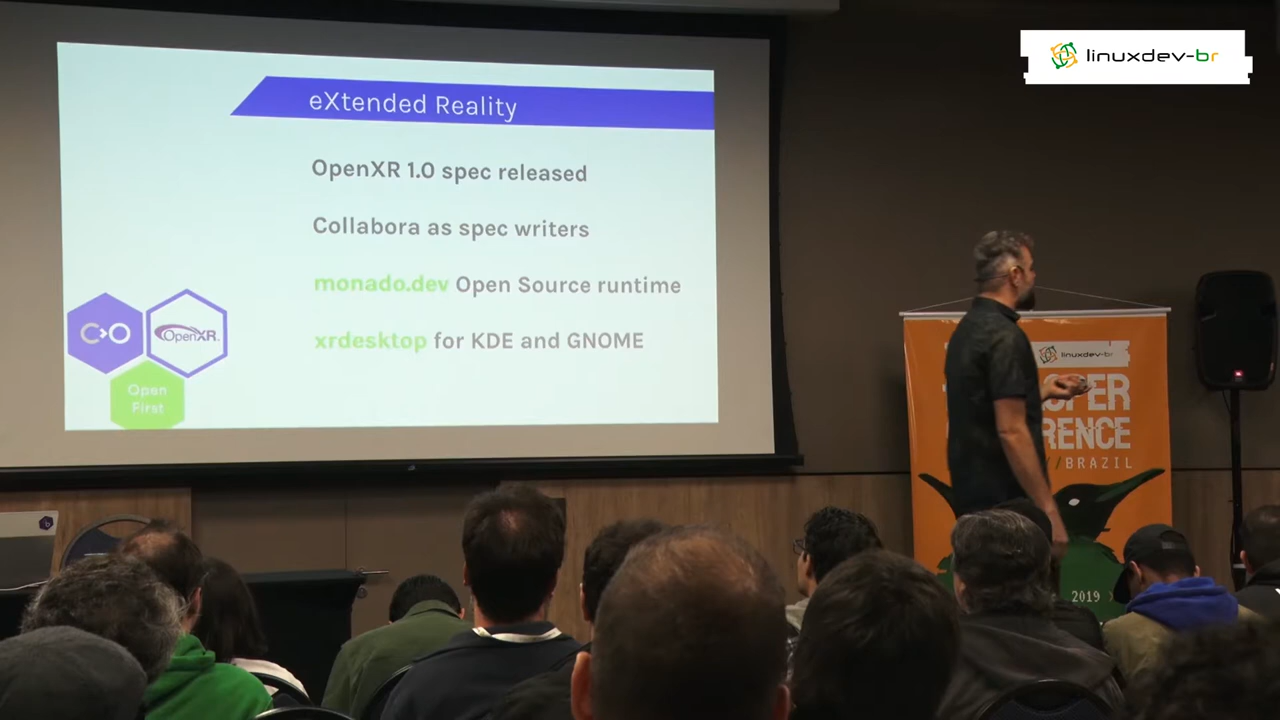 linuxdev-br
eXtended Reality
OpenXR 1.0 spec released
Collabora as spec writers
monado.dev Open Source runtime
xrdesktop for KDE and GNOME
C>O
OpenXR
Open
First
linuxdev-br
BRAZIL
2019